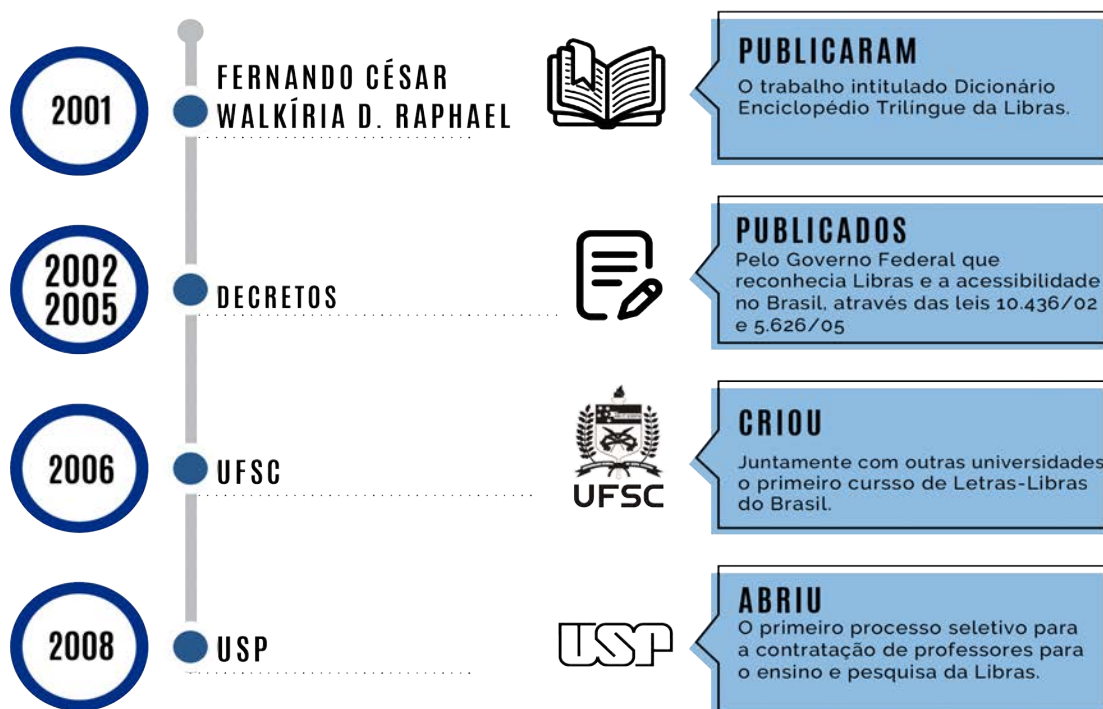 2001
FERNANDO CÉSAR
WALKÍRIA D. RAPHAEL
PUBLICARAM
O trabalho intitulado Dicionário
Enciclopédio Trilíngue da Libras.
2002
2005
DECRETOS
PUBLICADOS
Pelo Governo Federal que
reconhecia Libras e a acessibilidade
no Brasil, através das leis 10.436/02
e 5.626/05
2006
UFSC
UFSC
CRIOU
Juntamente com outras universidades
o primeiro cursso de Letras-Libras
do Brasil.
2008
USP
USP
ABRIU
O primeiro processo seletivo para
a contratação de professores para
o ensino e pesquisa da Libras.